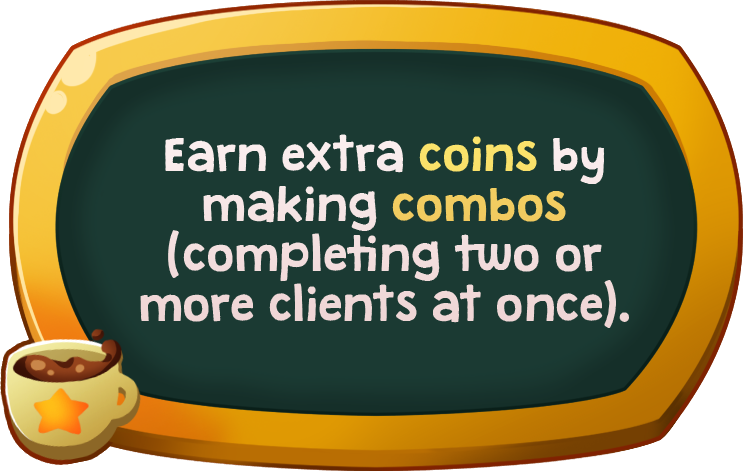 Earn extra coins by
making combos
(completing two or
more clients at once).